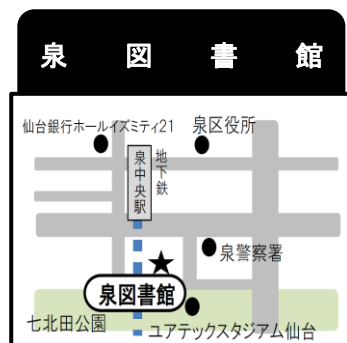 泉図書館
仙台銀行ホールイズミティ21
泉区役所
地下鉄
泉中央駅
泉警察署
泉図書館
七北田公園
ユアテックスタジアム仙台